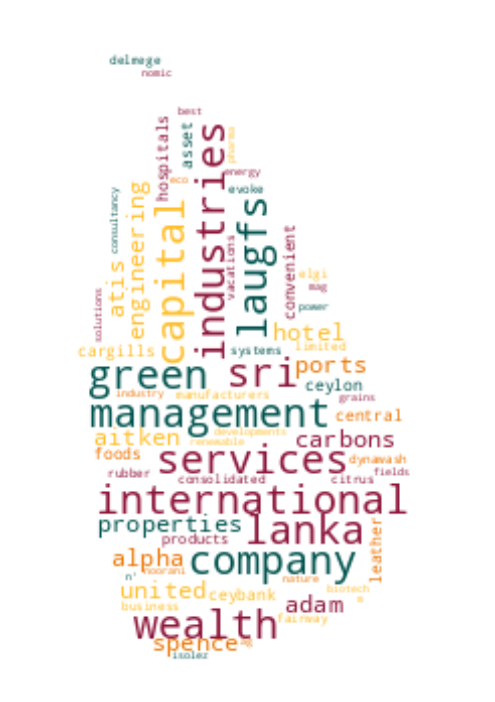 delmege
nomic
best
hospitals
asset
industries
pharma
energy
eco
evoke
consultancy
engineering
capital
laugfs
atis
vacations
convenient
elgi
mag
solutions
power
hotel
cargills
systems
limited
green sri ports
ceylon
industry manufacturers grains
management central
aitken developments carbons
renewable
foods services dynawash
rubber consolidated citrus fields
international
properties lanka
products leather
alpha company
noorani
n' nature
united ceybank biotech
m
business adam
wealth fairway
spence ag
isolez